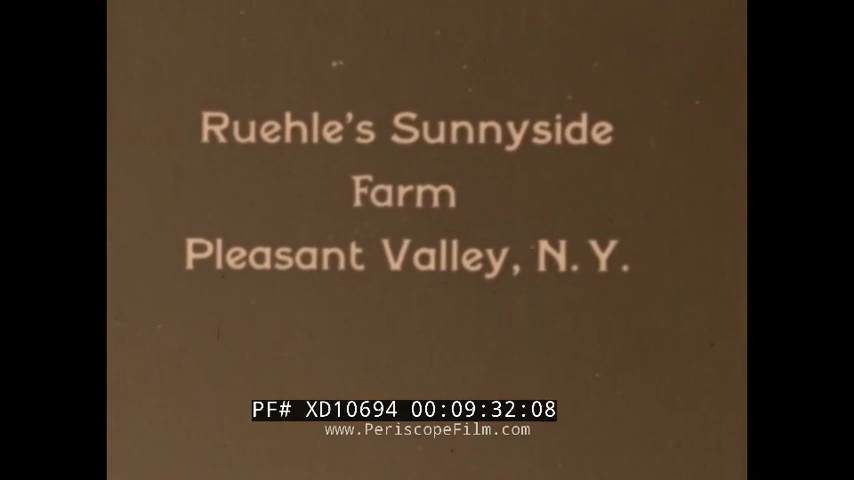 Ruehle's Sunnyside
Farm
Pleasant Valley, N. Y.
PF# XD10694 00:09:32:08
www.PeriscopeFilm.com